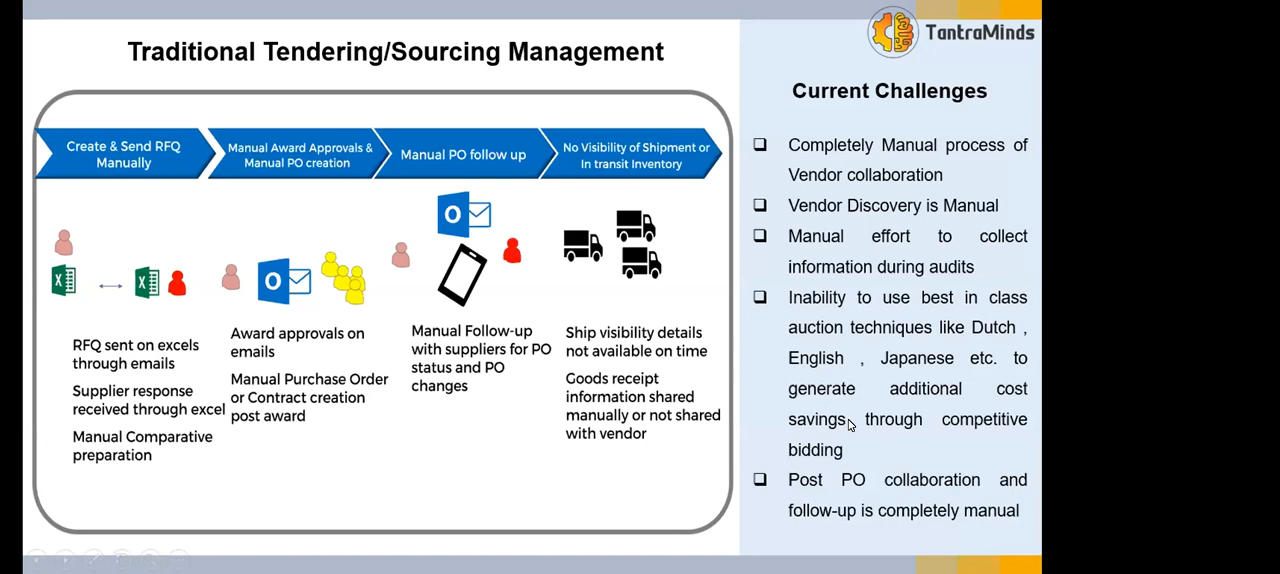 Traditional Tendering/Sourcing Management
Create & Send RFQ
Manually
Manual Award Approvals &
Manual PO creation
Manual PO follow up
No Visibility of Shipment or
In transit Inventory
RFQ sent on excels
through emails
Supplier response
received through excel
Manual Comparative
preparation
Award approvals on
emails
Manual Purchase Order
or Contract creation
post award
Manual Follow-up
with suppliers for PO
status and PO
changes
Ship visibility details
not available on time
Goods receipt
information shared
manually or not shared
with vendor
TantraMinds
Current Challenges
Completely Manual process of
Vendor collaboration
Vendor Discovery is Manual
Manual effort to collect
information during audits
Inability to use best in class
auction techniques like Dutch ,
English , Japanese etc. to
generate additional cost
savings through competitive
bidding
Post PO collaboration and
follow-up is completely manual